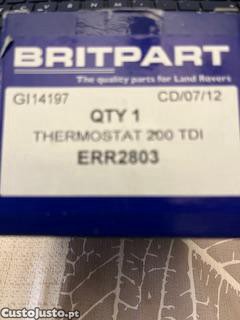 BRITPART
The quality parts for Land Rovers
GI14197 CD/07/12
QTY 1
THERMOSTAT 200 TDI
ERR2803
CustoJusto.pt